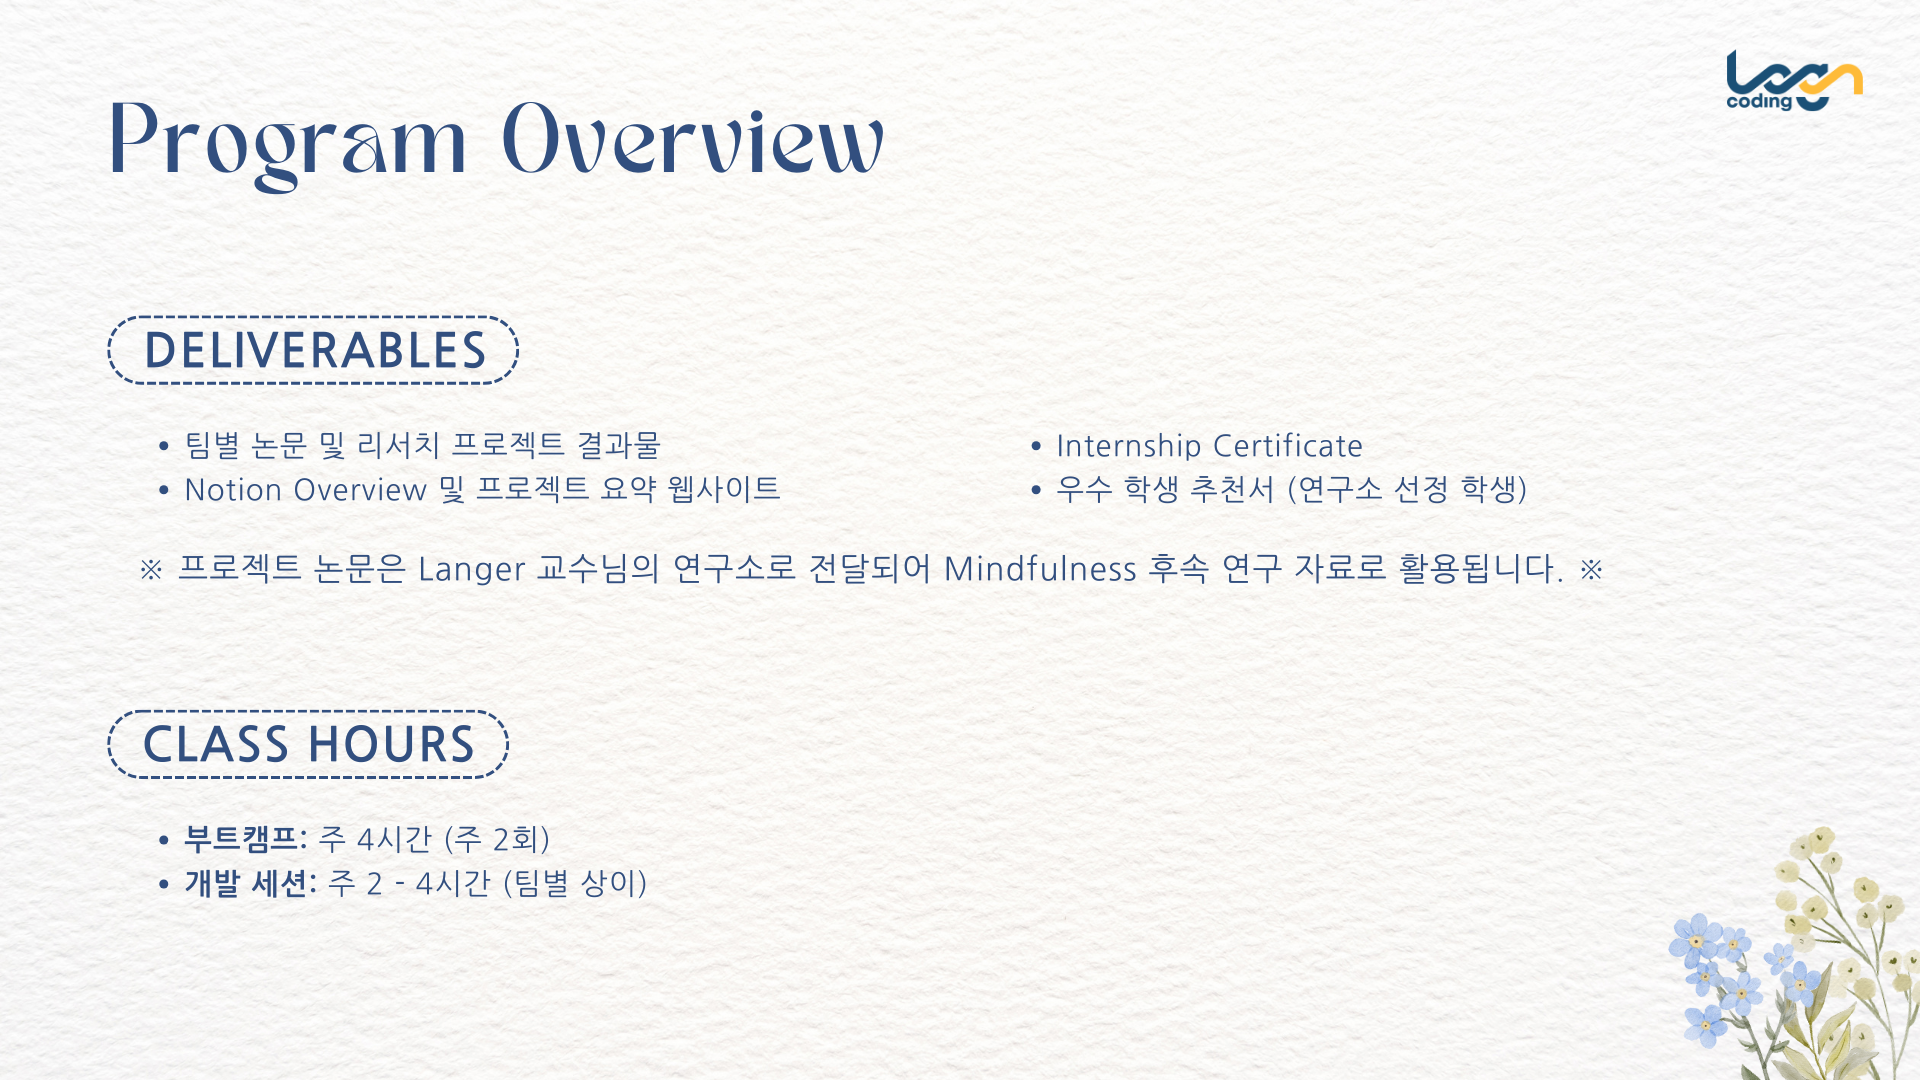 Program Overview
Loon
coding
DELIVERABLES
• 팀별 논문 및 리서치 프로젝트 결과물
• Notion Overview 및 프로젝트 요약 웹사이트
• Internship Certificate
• 우수 학생 추천서 (연구소 선정 학생)
※ 프로젝트 논문은 Langer 교수님의 연구소로 전달되어 Mindfulness 후속 연구 자료로 활용됩니다. ※
CLASS HOURS
• 부트캠프: 주 4시간 (주 2회)
• 개발 세션: 주 2 - 4시간 (팀별 상이)